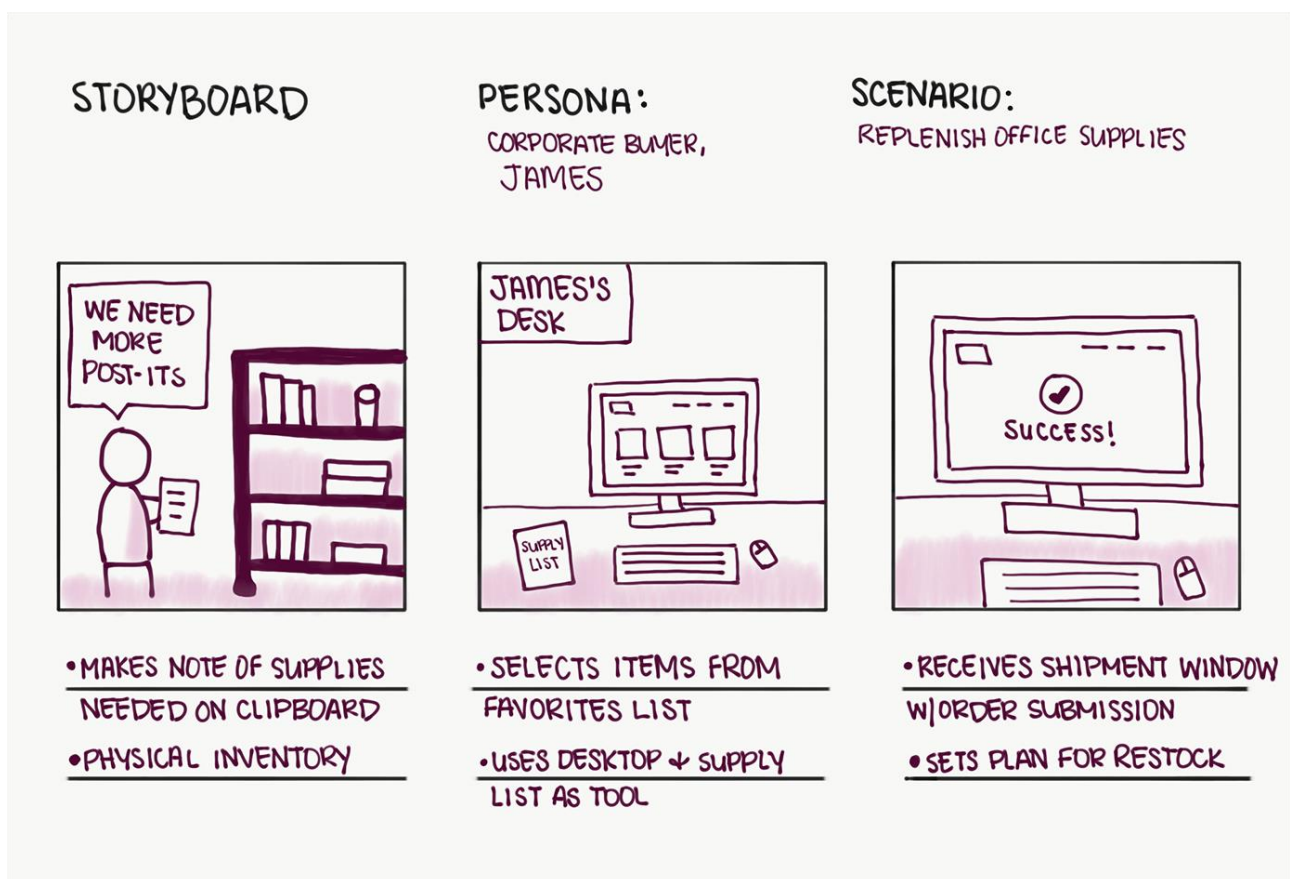 STORYBOARD
PERSONA:
CORPORATE BUYER,
JAMES
SCENARIO:
REPLENISH OFFICE SUPPLIES
WE NEED
MORE
POST-ITS
• MAKES NOTE OF SUPPLIES
NEEDED ON CLIPBOARD
• PHYSICAL INVENTORY
JAMES'S
DESK
SUPPLY
LIST
• SELECTS ITEMS FROM
FAVORITES LIST
• USES DESKTOP + SUPPLY
LIST AS TOOL
SUCCESS!
• RECEIVES SHIPMENT WINDOW
W/ORDER SUBMISSION
• SETS PLAN FOR RESTOCK